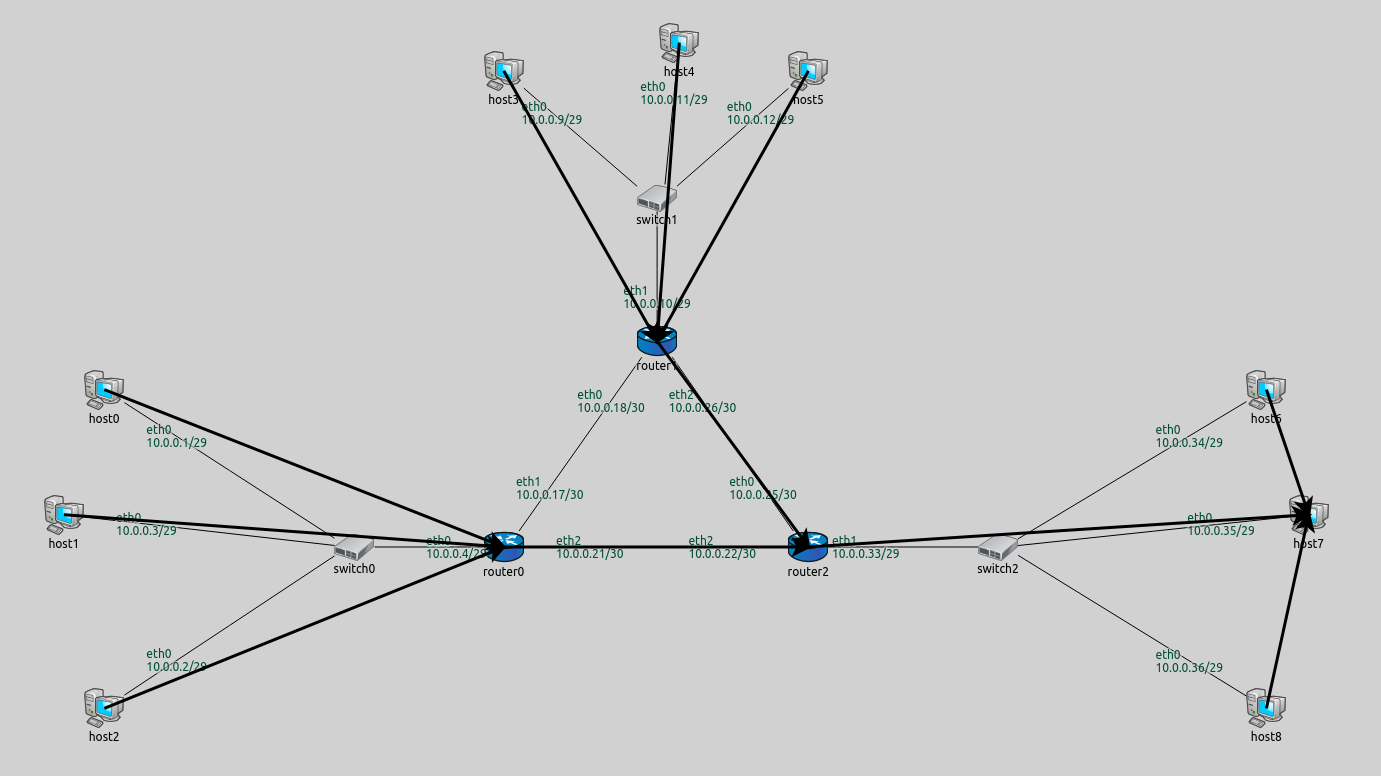 host4
host3
host5
eth0
10.0.0.11/29
eth0
10.0.0.9/29
eth0
10.0.0.12/29
switch1
eth1
10.0.0.10/29
router1
eth0
10.0.0.18/30
eth2
10.0.0.26/30
host0
eth0
10.0.0.1/29
host6
eth0
10.0.0.34/29
eth1
10.0.0.17/30
eth0
10.0.0.25/30
host1
eth0
10.0.0.3/29
eth0
10.0.0.35/29
host7
eth0
10.0.0.4/29
eth2
10.0.0.21/30
eth2
10.0.0.22/30
eth1
10.0.0.33/29
switch0
router0
router2
switch2
eth0
10.0.0.2/29
eth0
10.0.0.36/29
host2
host8